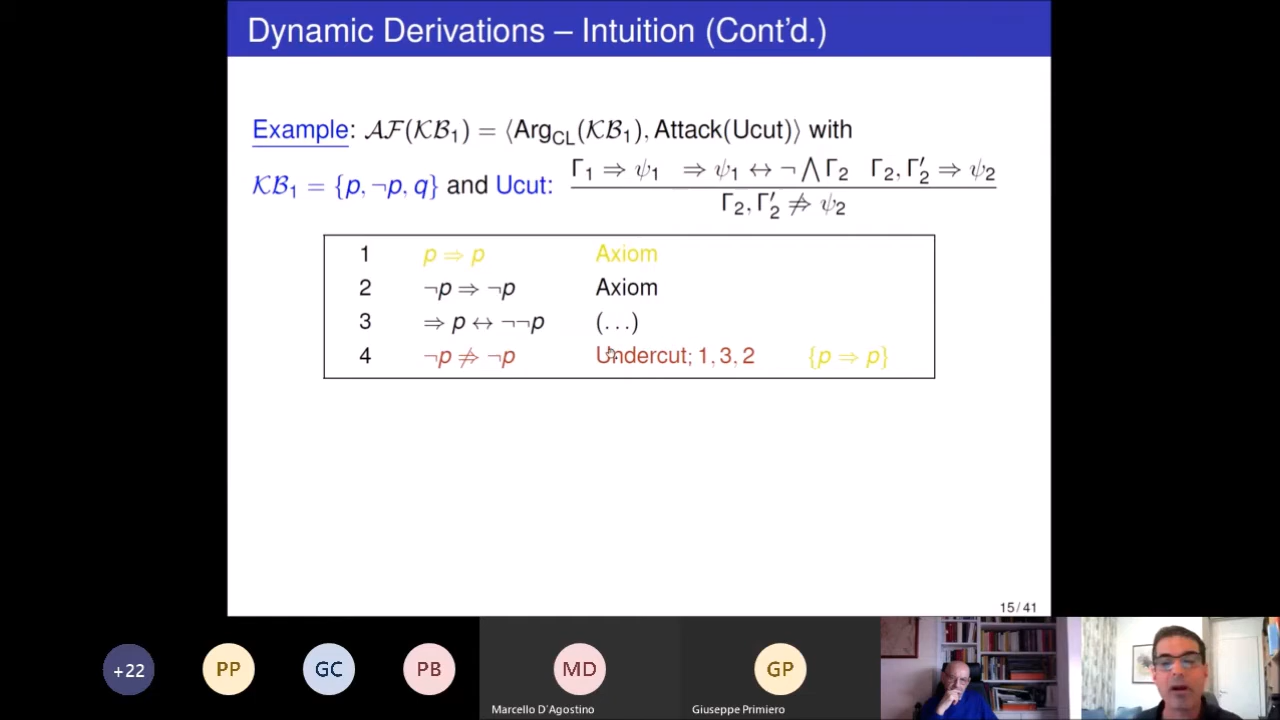 Dynamic Derivations – Intuition (Cont'd.)
Example: 𝒜ℱ(𝒦ℬ₁) = ⟨Arg_CL(𝒦ℬ₁), Attack(Ucut)⟩ with
𝒦ℬ₁ = {p, ¬p, q} and Ucut:
Γ₁ ⇒ ψ₁ ⇒ ψ₁ ↔ ¬⋀Γ₂ Γ₂, Γ₂′ ⇒ ψ₂
Γ₂, Γ₂′ ⇏ ψ₂
1 p ⇒ p Axiom
2 ¬p ⇒ ¬p Axiom
3 ⇒ p ↔ ¬¬p (...)
4 ¬p ⇏ ¬p Undercut; 1, 3, 2 {p ⇒ p}
15 / 41
+22 PP GC PB MD GP
Marcello D'Agostino Giuseppe Primiero